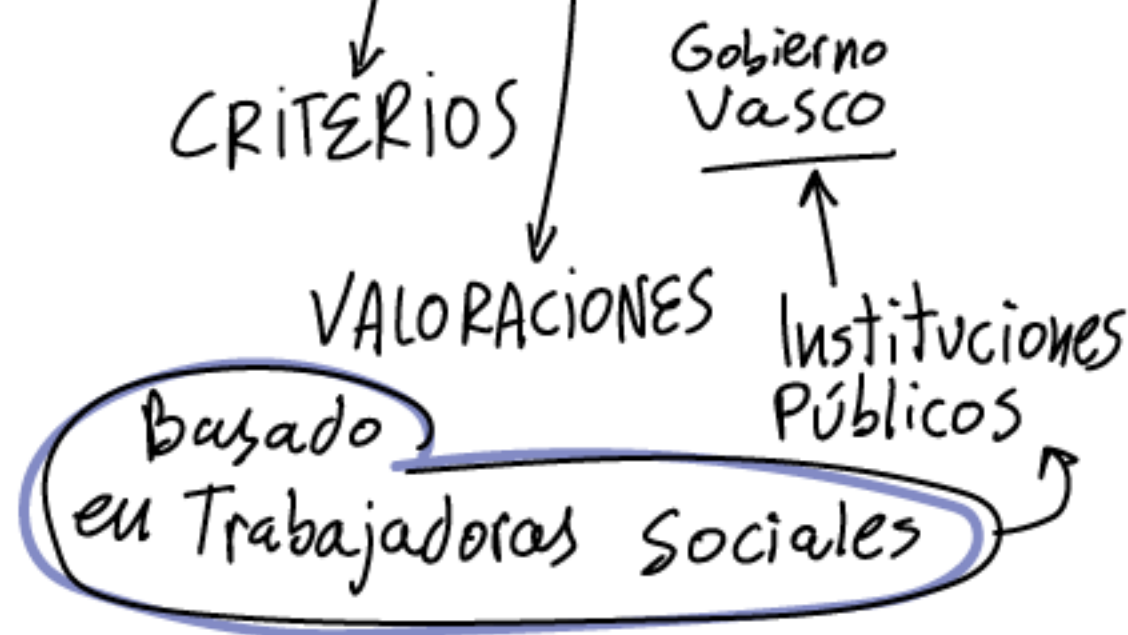 CRITERIOS
Gobierno
Vasco
VALORACIONES
Instituciones
Públicos
Basado
en Trabajadoras Sociales